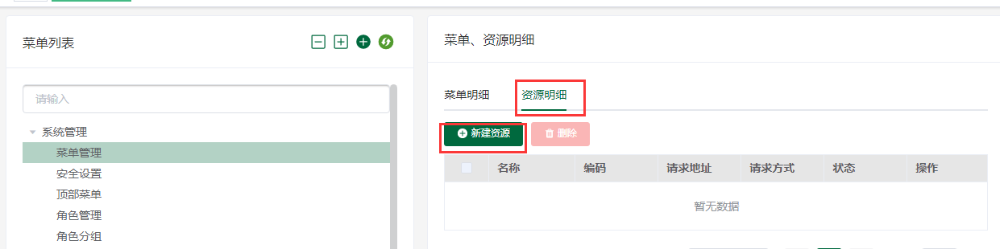 菜单列表
请输入
系统管理
菜单管理
安全设置
顶部菜单
角色管理
角色分组
菜单、资源明细
菜单明细 资源明细
新建资源 删除
名称 编码 请求地址 请求方式 状态 操作
暂无数据